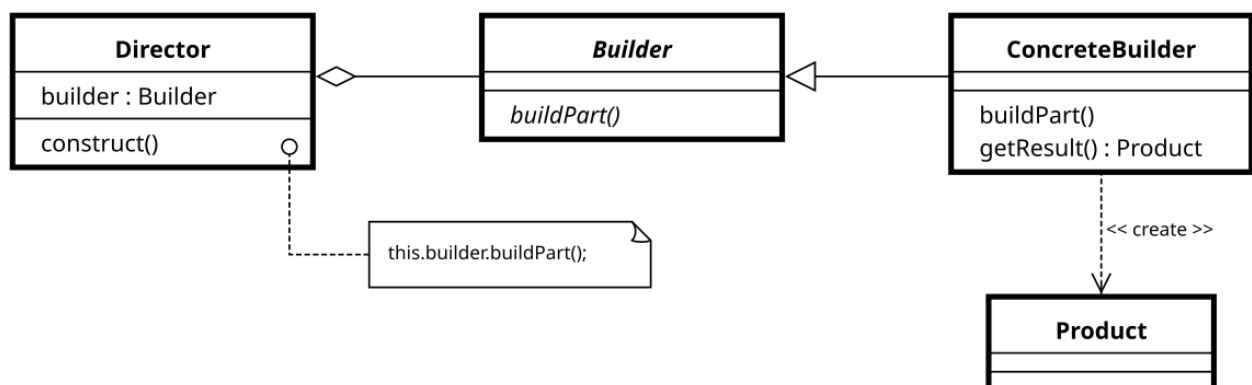 Director
builder : Builder
construct()
this.builder.buildPart();
Builder
buildPart()
ConcreteBuilder
buildPart()
getResult() : Product
<< create >>
Product